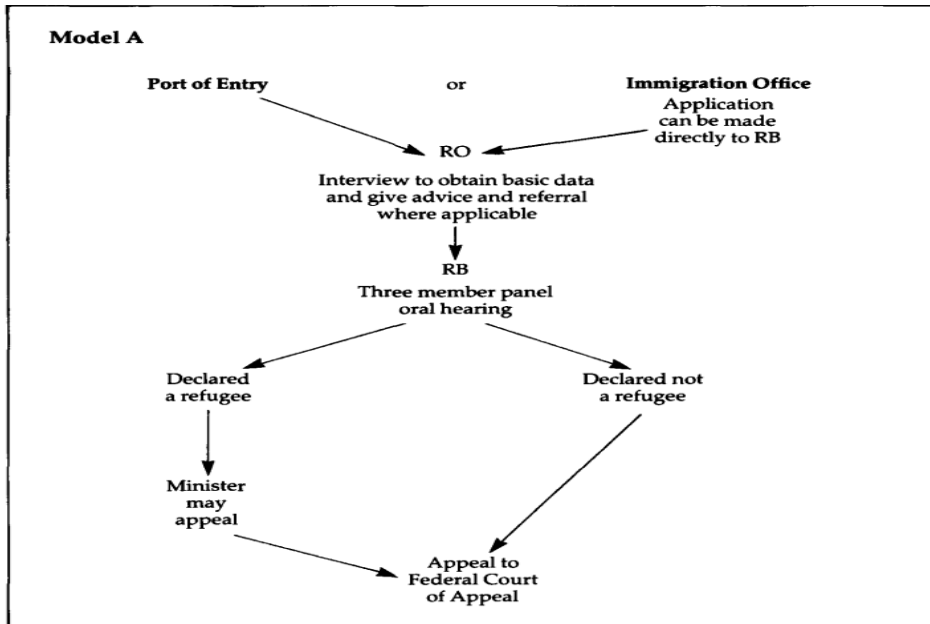 Model A
Port of Entry or Immigration Office
Application
can be made
directly to RB
RO
Interview to obtain basic data
and give advice and referral
where applicable
RB
Three member panel
oral hearing
Declared
a refugee
Declared not
a refugee
Minister
may
appeal
Appeal to
Federal Court
of Appeal